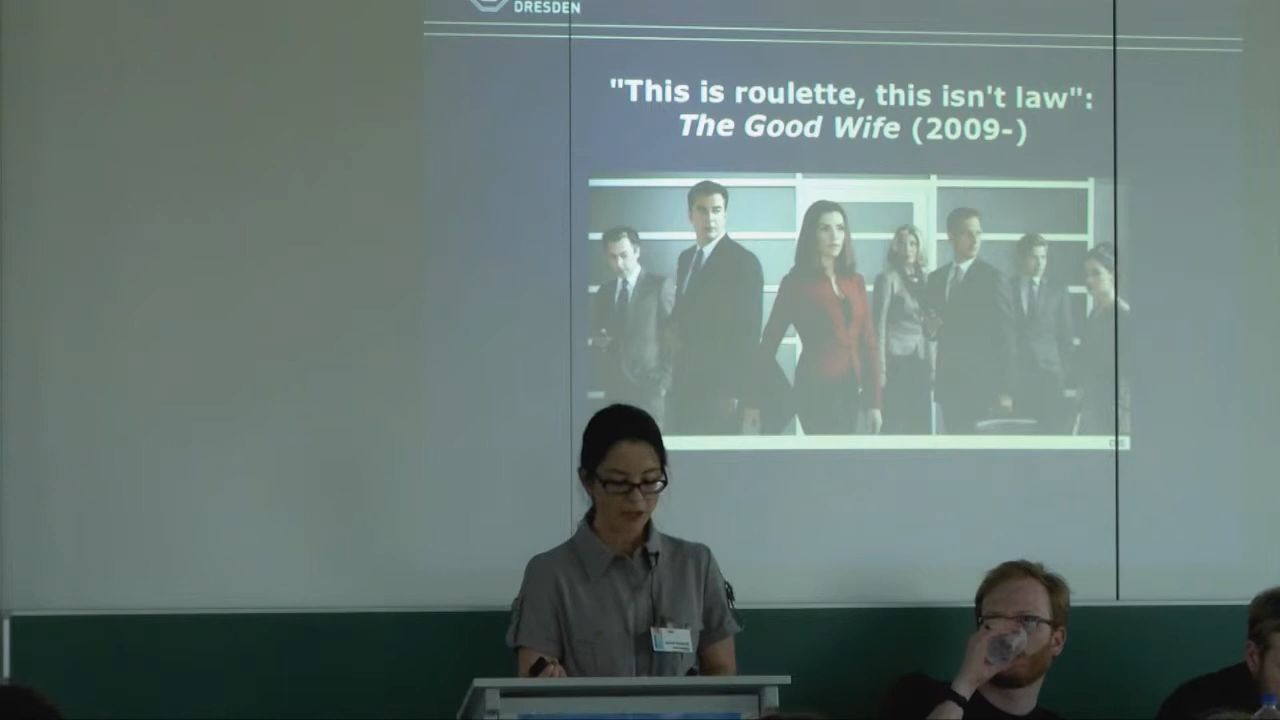 DRESDEN
"This is roulette, this isn't law":
The Good Wife (2009-)